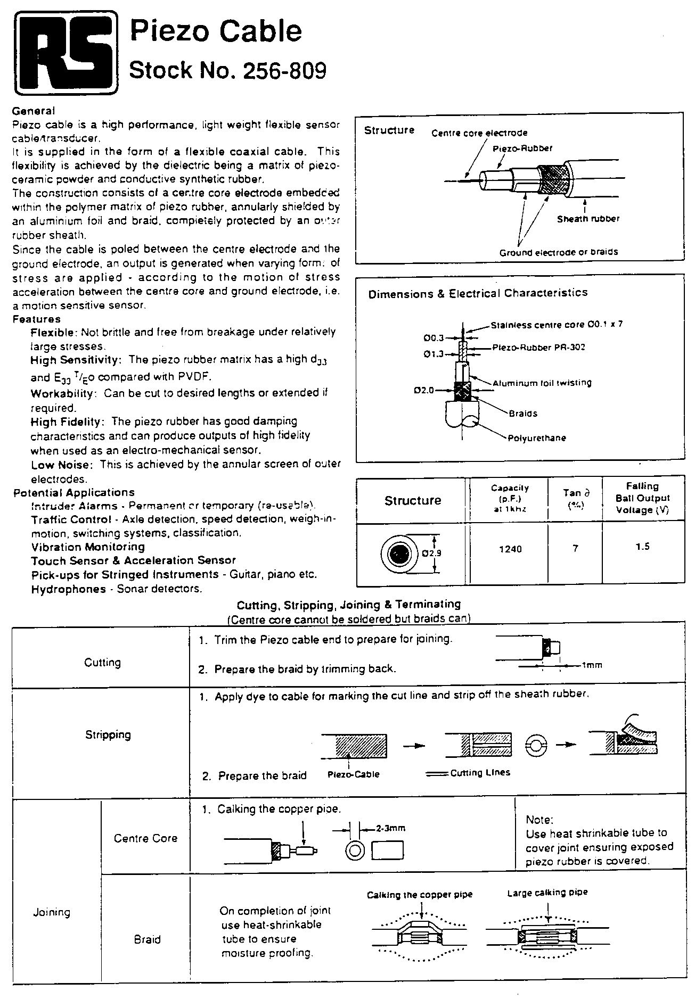 RS
Piezo Cable
Stock No. 256-809
General
Piezo cable is a high performance, light weight flexible sensor
cable/transducer.
It is supplied in the form of a flexible coaxial cable. This
flexibility is achieved by the dielectric being a matrix of piezo-
ceramic powder and conductive synthetic rubber.
The construction consists of a centre core electrode embedded
within the polymer matrix of piezo rubber, annularly shielded by
an aluminium foil and braid, completely protected by an outer
rubber sheath.
Since the cable is poled between the centre electrode and the
ground electrode, an output is generated when varying forms of
stress are applied - according to the motion of stress
acceleration between the centre core and ground electrode, i.e.
a motion sensitive sensor.
Features
Flexible: Not brittle and free from breakage under relatively
large stresses.
High Sensitivity: The piezo rubber matrix has a high d33
and E33 T/Eo compared with PVDF.
Workability: Can be cut to desired lengths or extended if
required.
High Fidelity: The piezo rubber has good damping
characteristics and can produce outputs of high fidelity
when used as an electro-mechanical sensor.
Low Noise: This is achieved by the annular screen of outer
electrodes.
Potential Applications
Intruder Alarms - Permanent or temporary (re-usable).
Traffic Control - Axle detection, speed detection, weigh-in-
motion, switching systems, classification.
Vibration Monitoring
Touch Sensor & Acceleration Sensor
Pick-ups for Stringed Instruments - Guitar, piano etc.
Hydrophones - Sonar detectors.
Structure
Centre core electrode
Piezo-Rubber
Sheath rubber
Ground electrode or braids
Dimensions & Electrical Characteristics
Stainless centre core Ø0.1 x 7
Ø0.3
Piezo-Rubber PR-302
Ø1.3
Aluminum foil twisting
Ø2.0
Braids
Polyurethane
Structure
Capacity
(p.F.)
at 1khz
Tan ∂
(%)
Falling
Ball Output
Voltage (V)
Ø2.9
1240
7
1.5
Cutting, Stripping, Joining & Terminating
(Centre core cannot be soldered but braids can)
Cutting
1. Trim the Piezo cable end to prepare for joining.
2. Prepare the braid by trimming back.
1mm
Stripping
1. Apply dye to cable for marking the cut line and strip off the sheath rubber.
2. Prepare the braid
Piezo-Cable
Cutting Lines
Joining
Centre Core
1. Calking the copper pipe.
2-3mm
Note:
Use heat shrinkable tube to
cover joint ensuring exposed
piezo rubber is covered.
Braid
On completion of joint
use heat-shrinkable
tube to ensure
moisture proofing.
Calking the copper pipe
Large calking pipe